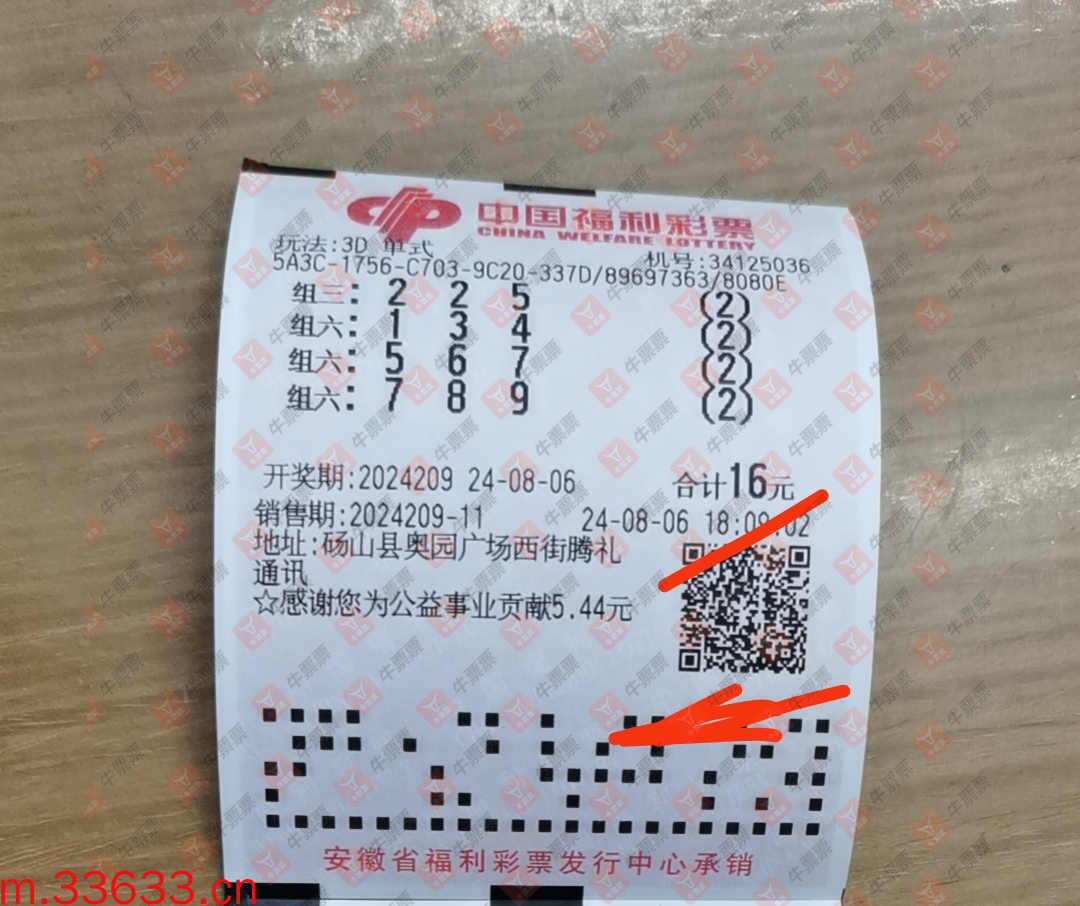 中国福利彩票
CHINA WELFARE LOTTERY
玩法:3D 单式 机号:34125036
5A3C-1756-C703-9C20-337D/89697363/8080E
组三: 2 2 5 (2)
组六: 1 3 4 (2)
组六: 5 6 7 (2)
组六: 7 8 9 (2)
开奖期:2024209 24-08-06 合计16元
销售期:2024209-11 24-08-06 18:09:02
地址:砀山县奥园广场西街腾礼
通讯
☆感谢您为公益事业贡献5.44元
安徽省福利彩票发行中心承销
m.33633.cn
牛票票